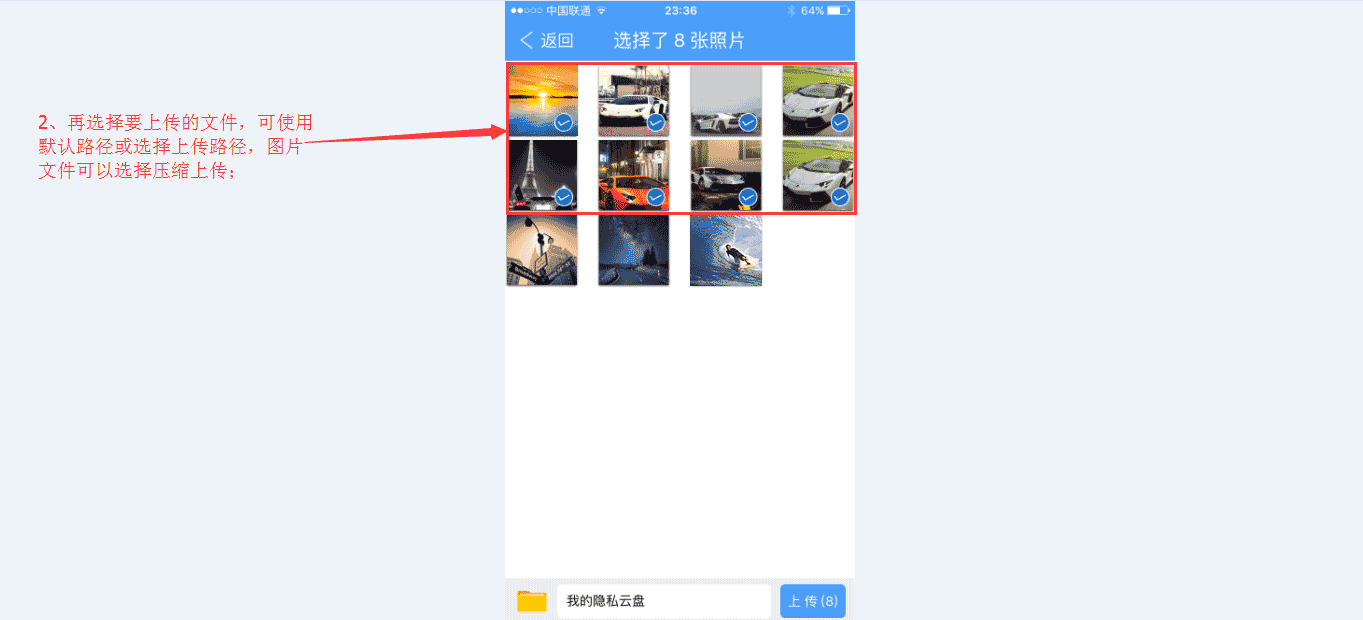 中国联通
23:36
64%
返回
选择了 8 张照片
2、再选择要上传的文件，可使用
默认路径或选择上传路径，图片
文件可以选择压缩上传；
我的隐私云盘
上 传 (8)